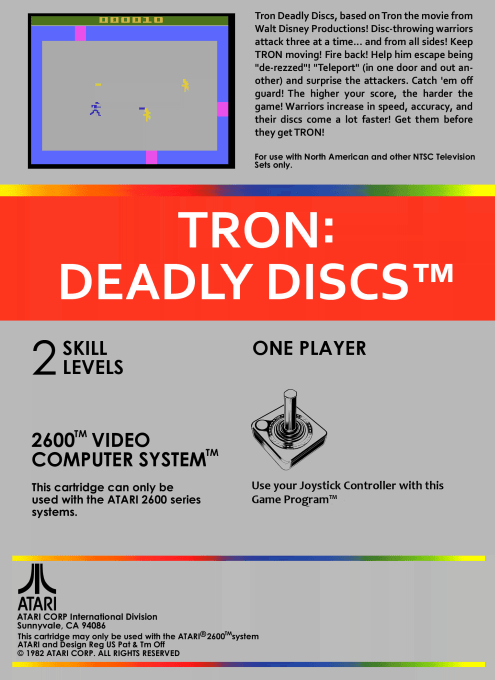 000010
Tron Deadly Discs, based on Tron the movie from
Walt Disney Productions! Disc-throwing warriors
attack three at a time... and from all sides! Keep
TRON moving! Fire back! Help him escape being
"de-rezzed"! "Teleport" (in one door and out an-
other) and surprise the attackers. Catch 'em off
guard! The higher your score, the harder the
game! Warriors increase in speed, accuracy, and
their discs come a lot faster! Get them before
they get TRON!
For use with North American and other NTSC Television
Sets only.
TRON:
DEADLY DISCS™
2 SKILL
LEVELS
ONE PLAYER
2600™ VIDEO
COMPUTER SYSTEM™
This cartridge can only be
used with the ATARI 2600 series
systems.
Use your Joystick Controller with this
Game Program™
ATARI
ATARI CORP International Division
Sunnyvale, CA 94086
This cartridge may only be used with the ATARI® 2600™system
ATARI and Design Reg US Pat & Tm Off
© 1982 ATARI CORP. ALL RIGHTS RESERVED